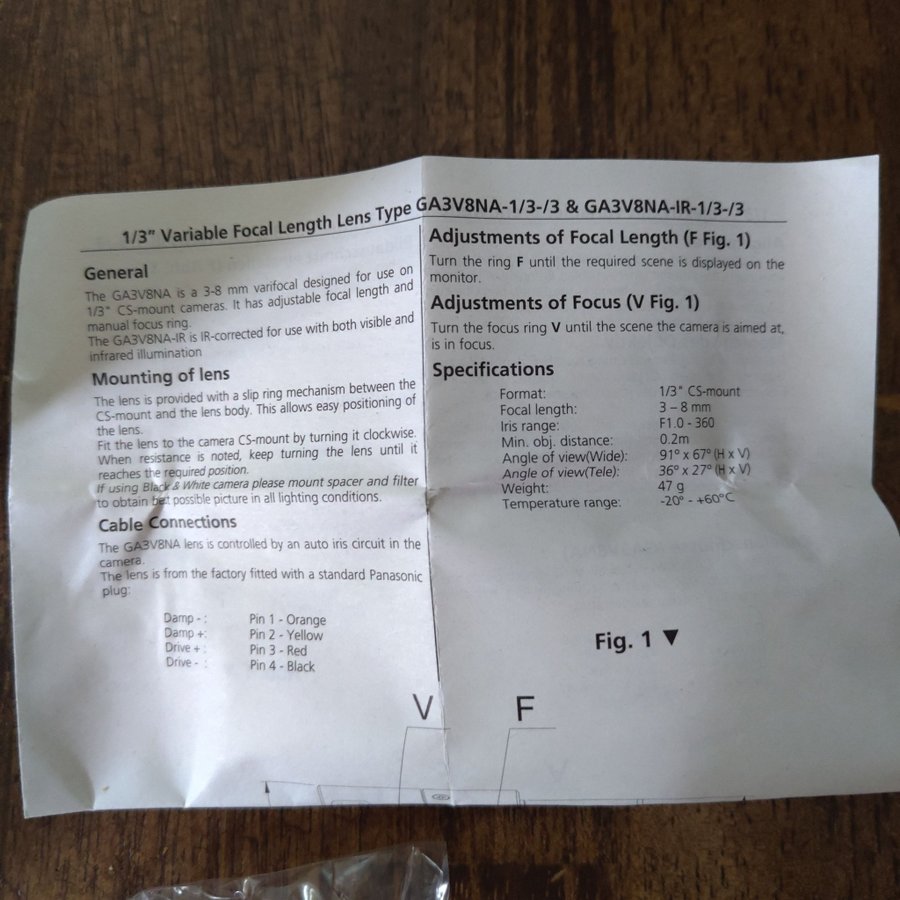 1/3" Variable Focal Length Lens Type GA3V8NA-1/3-/3 & GA3V8NA-IR-1/3-/3
General
The GA3V8NA is a 3-8 mm varifocal designed for use on
1/3" CS-mount cameras. It has adjustable focal length and
manual focus ring.
The GA3V8NA-IR is IR-corrected for use with both visible and
infrared illumination
Mounting of lens
The lens is provided with a slip ring mechanism between the
CS-mount and the lens body. This allows easy positioning of
the lens.
Fit the lens to the camera CS-mount by turning it clockwise.
When resistance is noted, keep turning the lens until it
reaches the required position.
If using Black & White camera please mount spacer and filter
to obtain best possible picture in all lighting conditions.
Cable Connections
The GA3V8NA lens is controlled by an auto iris circuit in the
camera.
The lens is from the factory fitted with a standard Panasonic
plug:
Damp - : Pin 1 - Orange
Damp +: Pin 2 - Yellow
Drive + : Pin 3 - Red
Drive - : Pin 4 - Black
Adjustments of Focal Length (F Fig. 1)
Turn the ring F until the required scene is displayed on the
monitor.
Adjustments of Focus (V Fig. 1)
Turn the focus ring V until the scene the camera is aimed at,
is in focus.
Specifications
Format: 1/3" CS-mount
Focal length: 3 – 8 mm
Iris range: F1.0 - 360
Min. obj. distance: 0.2m
Angle of view(Wide): 91º x 67º (H x V)
Angle of view(Tele): 36º x 27º (H x V)
Weight: 47 g
Temperature range: -20º - +60ºC
Fig. 1 ▼
V F